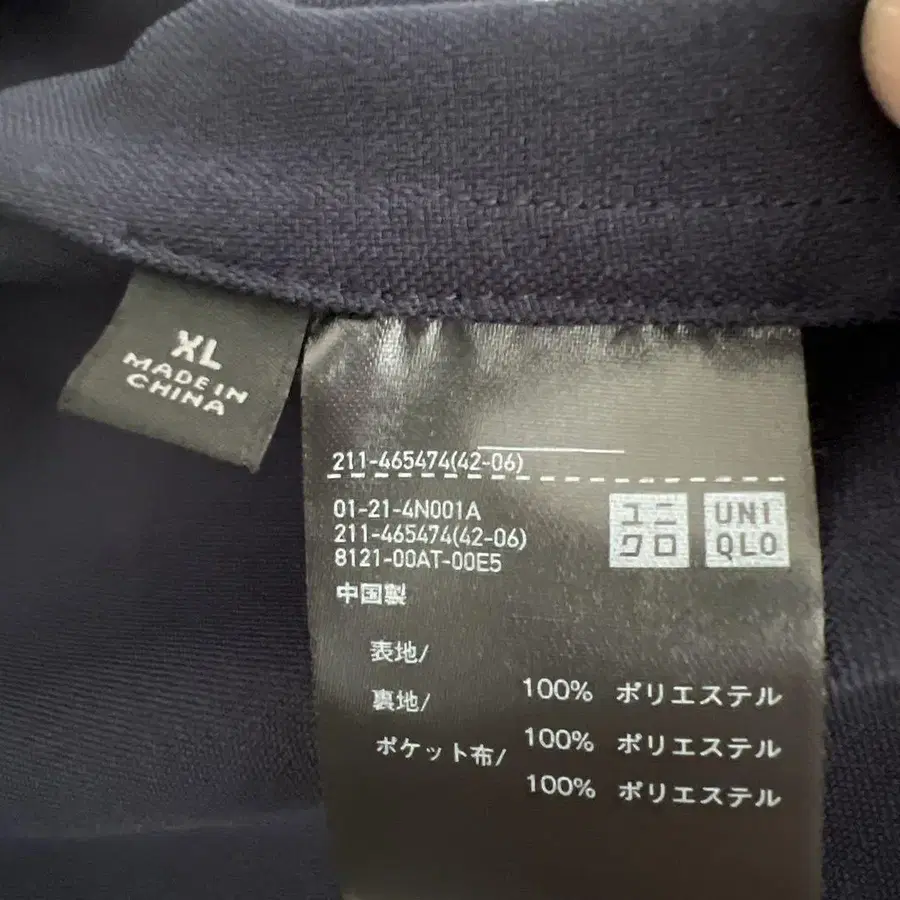 XL
MADE IN
CHINA
211-465474(42-06)
01-21-4N001A
211-465474(42-06)
8121-00AT-00E5
中国製
ユニ
クロ
UNI
QLO
表地/
100% ポリエステル
裏地/
100% ポリエステル
ポケット布/
100% ポリエステル